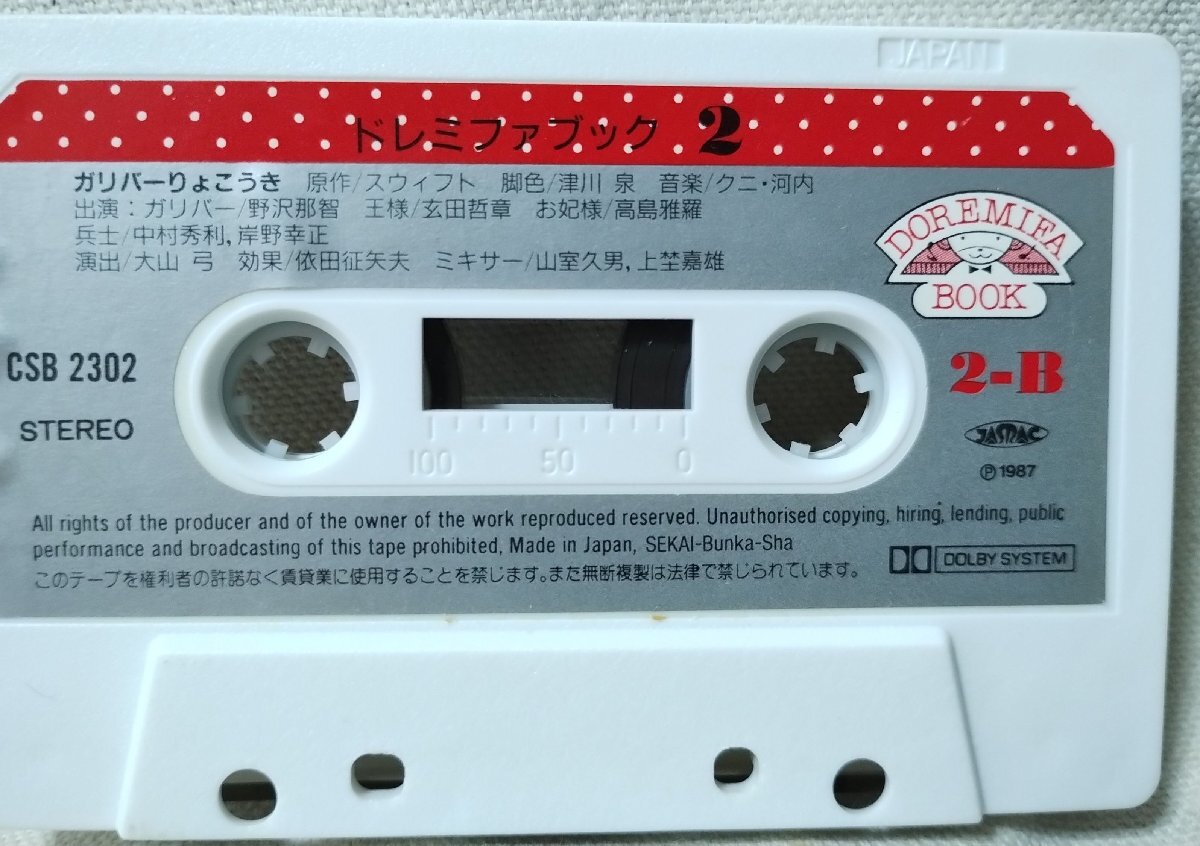 JAPAN
ドレミファブック 2
ガリバーりょこうき 原作/スウィフト 脚色/津川 泉 音楽/クニ・河内
出演：ガリバー/野沢那智 王様/玄田哲章 お妃様/高島雅羅
兵士/中村秀利,岸野幸正
演出/大山 弓 効果/依田征矢夫 ミキサー/山室久男,上埜嘉雄
DOREMIFA
BOOK
CSB 2302
2-B
STEREO
JASRAC
100 50 0
Ⓟ1987
All rights of the producer and of the owner of the work reproduced reserved. Unauthorised copying, hiring, lending, public
performance and broadcasting of this tape prohibited, Made in Japan, SEKAI-Bunka-Sha
このテープを権利者の許諾なく賃貸業に使用することを禁じます。また無断複製は法律で禁じられています。
DOLBY SYSTEM